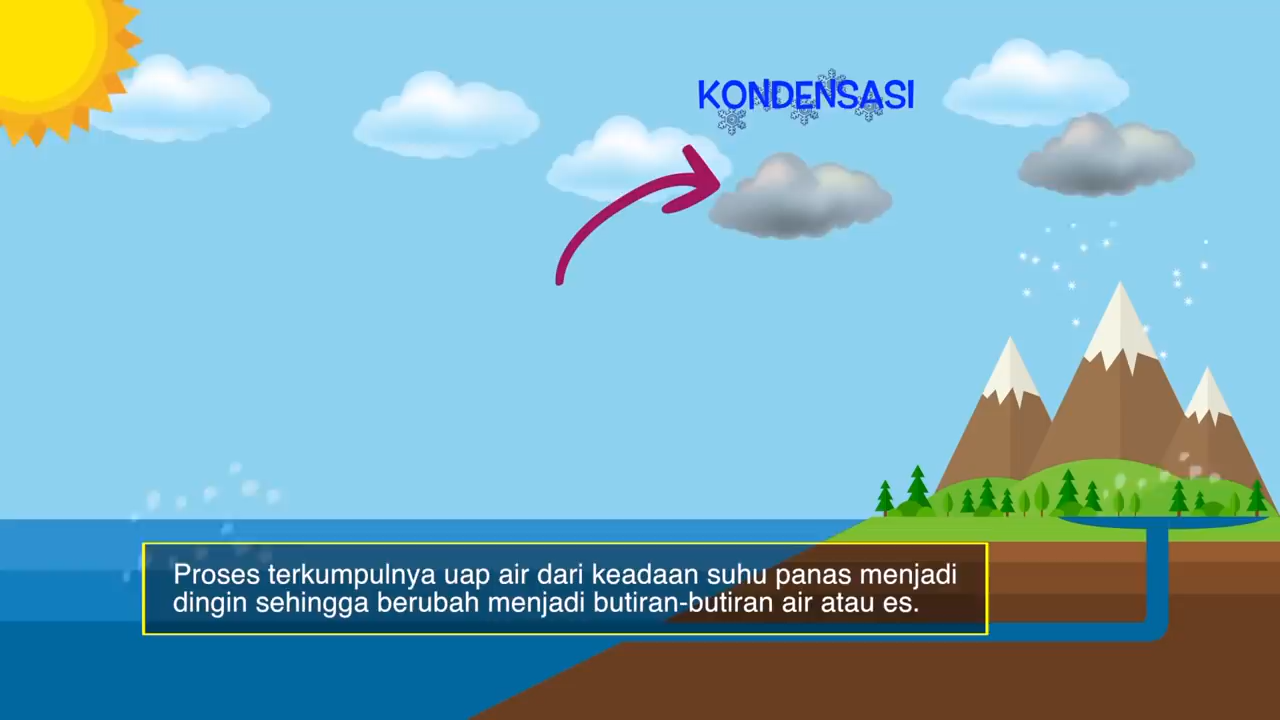 KONDENSASI
Proses terkumpulnya uap air dari keadaan suhu panas menjadi
dingin sehingga berubah menjadi butiran-butiran air atau es.